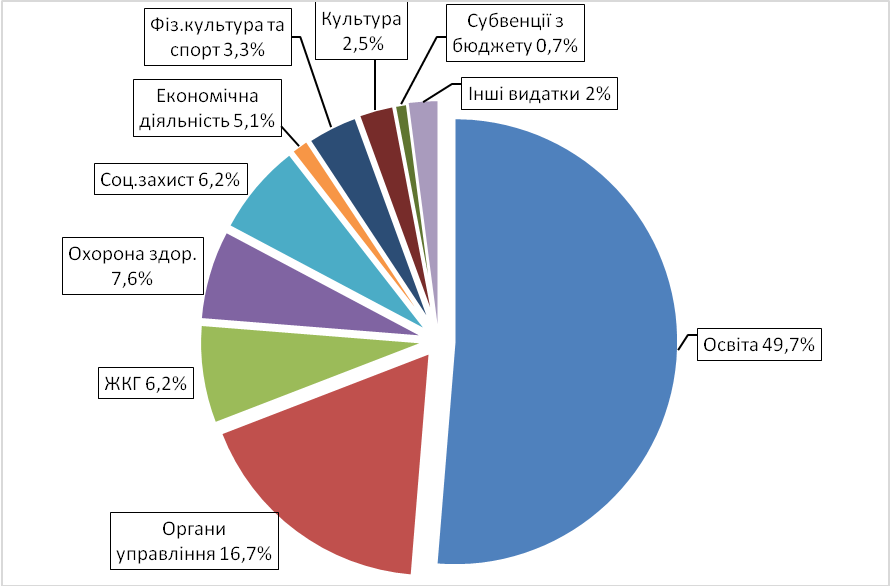 Фіз.культура та
спорт 3,3%
Культура
2,5%
Субвенції з
бюджету 0,7%
Інші видатки 2%
Економічна
діяльність 5,1%
Соц.захист 6,2%
Охорона здор.
7,6%
Освіта 49,7%
ЖКГ 6,2%
Органи
управління 16,7%